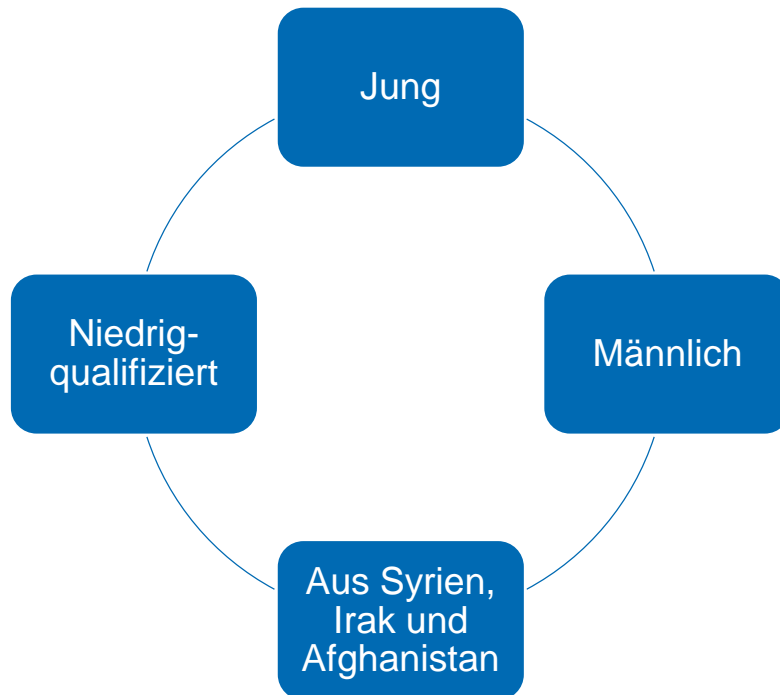 Jung
Niedrig-
qualifiziert
Männlich
Aus Syrien,
Irak und
Afghanistan